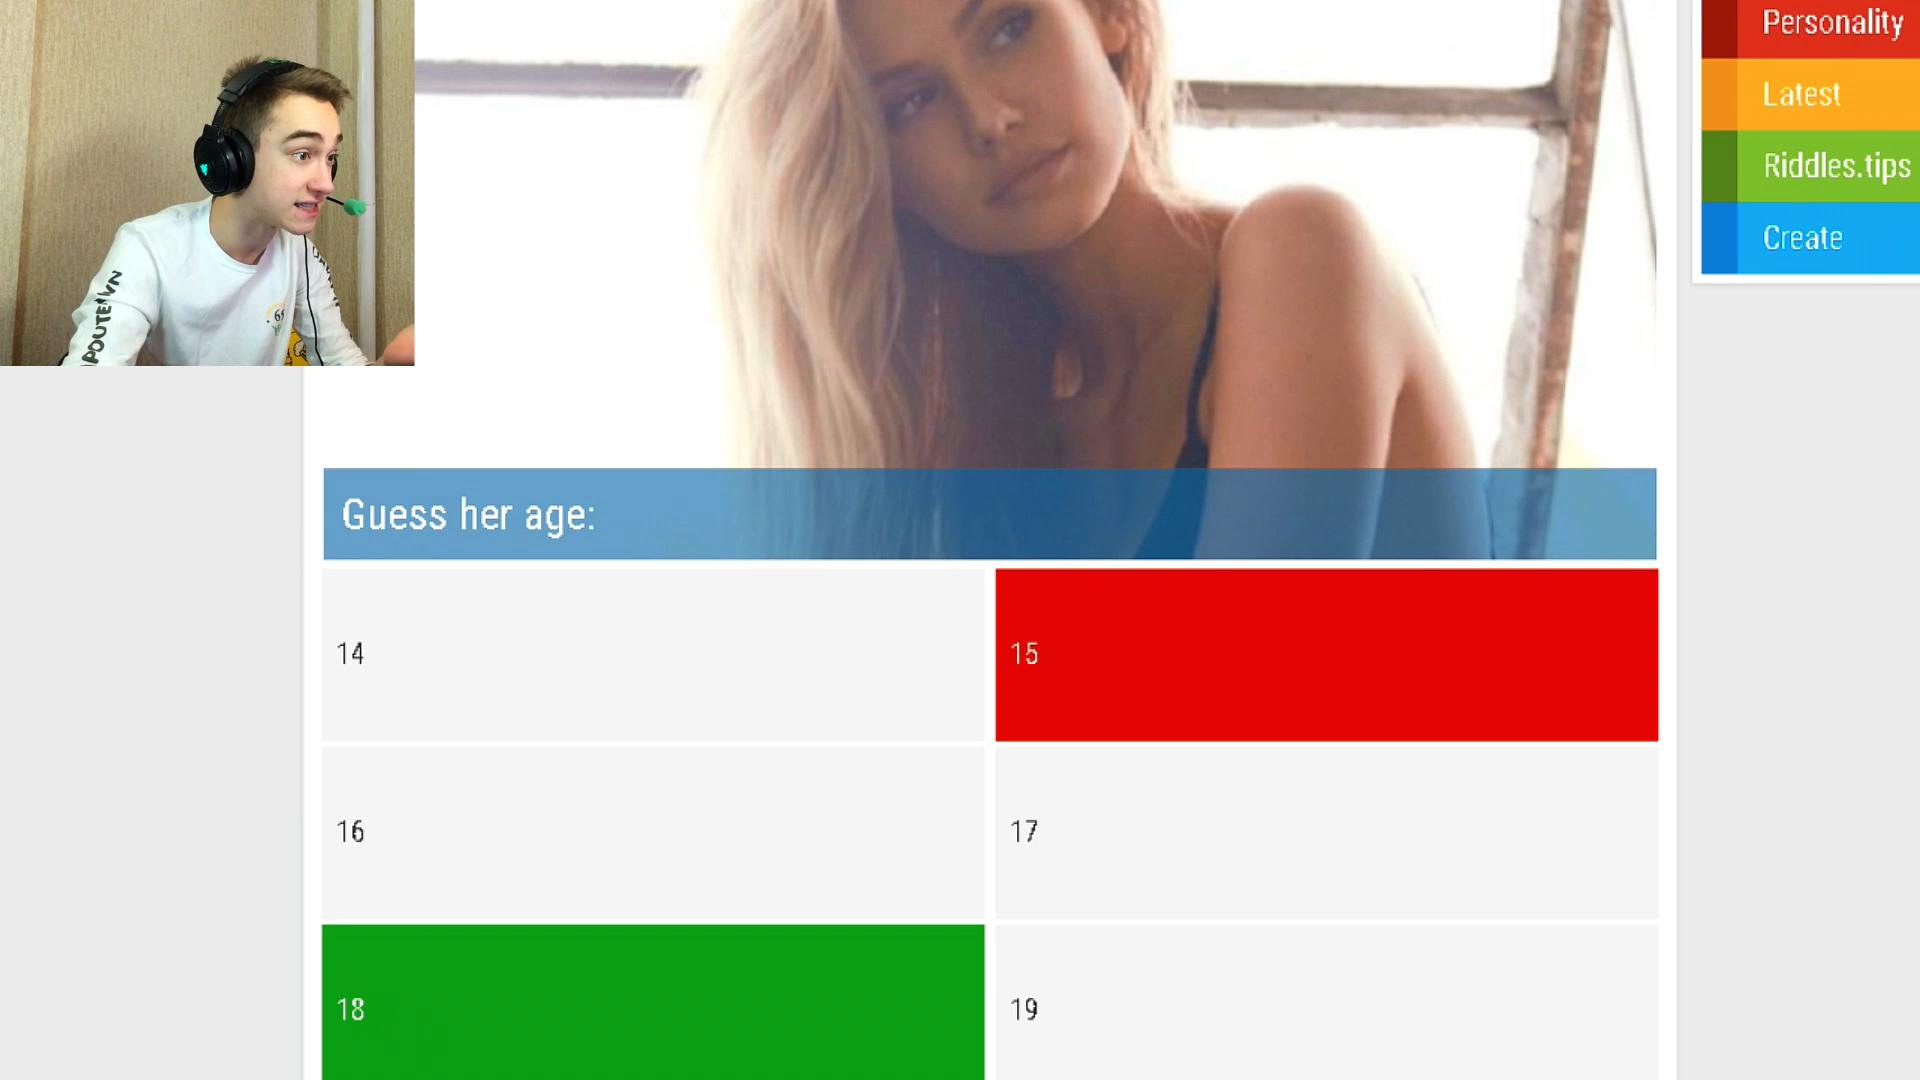 Personality
Latest
Riddles.tips
Create
Guess her age:
14
15
16
17
18
19